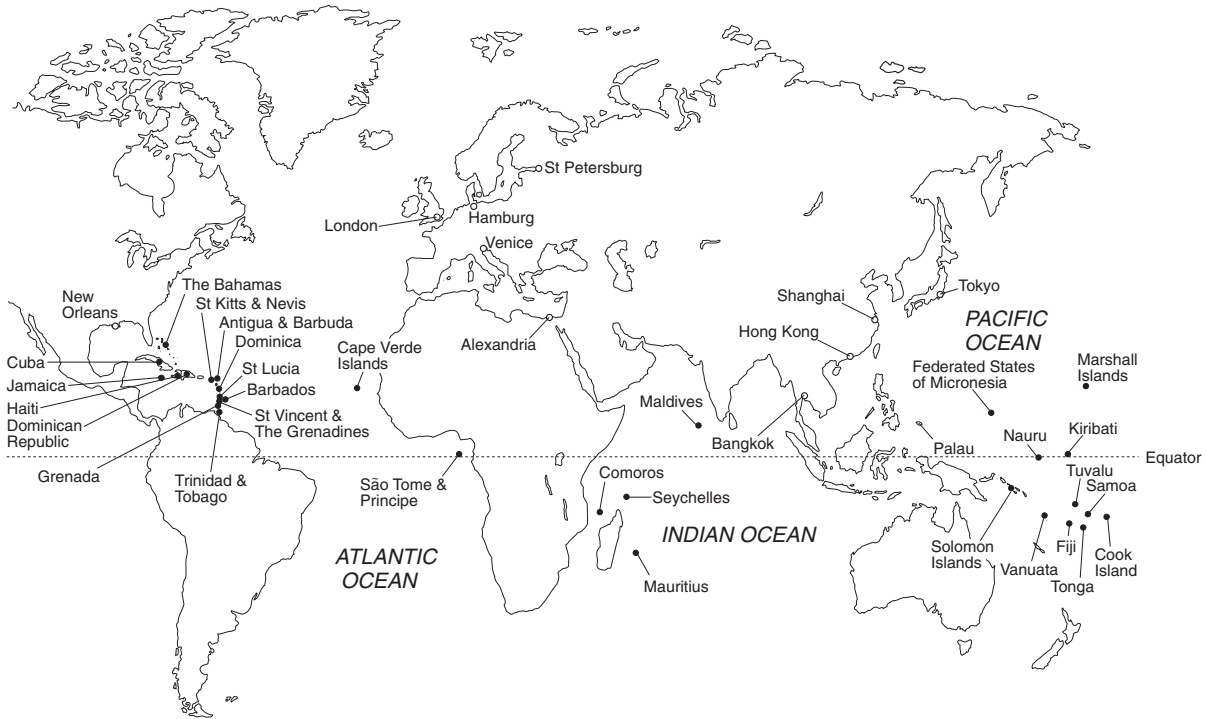 St Petersburg
London
Hamburg
Venice
The Bahamas
St Kitts & Nevis
New
Orleans
Antigua & Barbuda
Dominica
Alexandria
Shanghai
Tokyo
Hong Kong
PACIFIC
OCEAN
Cuba
Jamaica
Haiti
Dominican
Republic
Grenada
St Lucia
Barbados
St Vincent &
The Grenadines
Trinidad &
Tobago
Cape Verde
Islands
São Tome &
Principe
Maldives
Bangkok
Federated States
of Micronesia
Marshall
Islands
Palau
Nauru
Kiribati
Equator
Tuvalu
Samoa
Comoros
Seychelles
INDIAN OCEAN
ATLANTIC
OCEAN
Mauritius
Solomon
Islands
Vanuata
Fiji
Tonga
Cook
Island